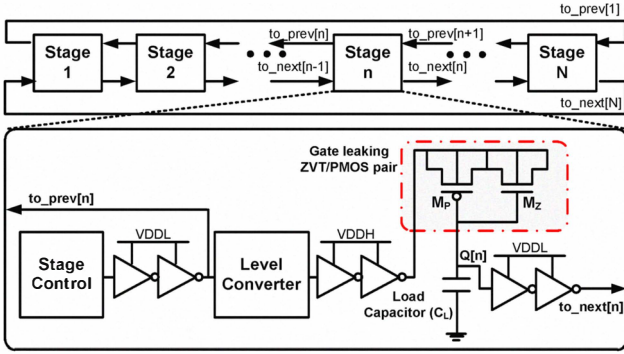 to_prev[1]
Stage 1
Stage 2
to_prev[n]
to_next[n-1]
Stage n
to_prev[n+1]
to_next[n]
Stage N
to_next[N]
Gate leaking
ZVT/PMOS pair
MP
MZ
to_prev[n]
VDDL
VDDH
Q[n]
VDDL
Stage
Control
Level
Converter
Load
Capacitor (CL)
to_next[n]